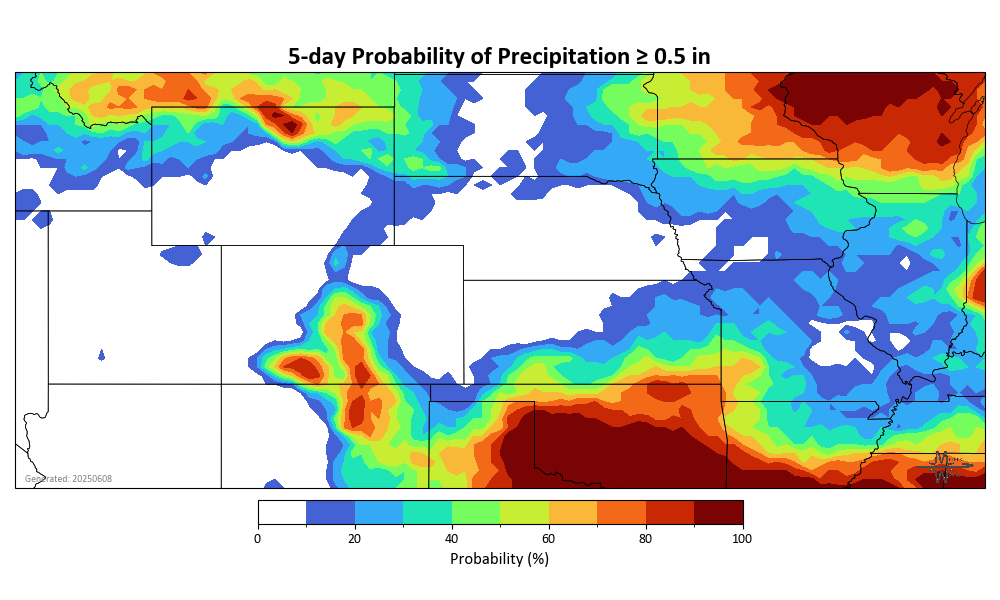 5-day Probability of Precipitation ≥ 0.5 in
Generated: 20250608
0 20 40 60 80 100
Probability (%)